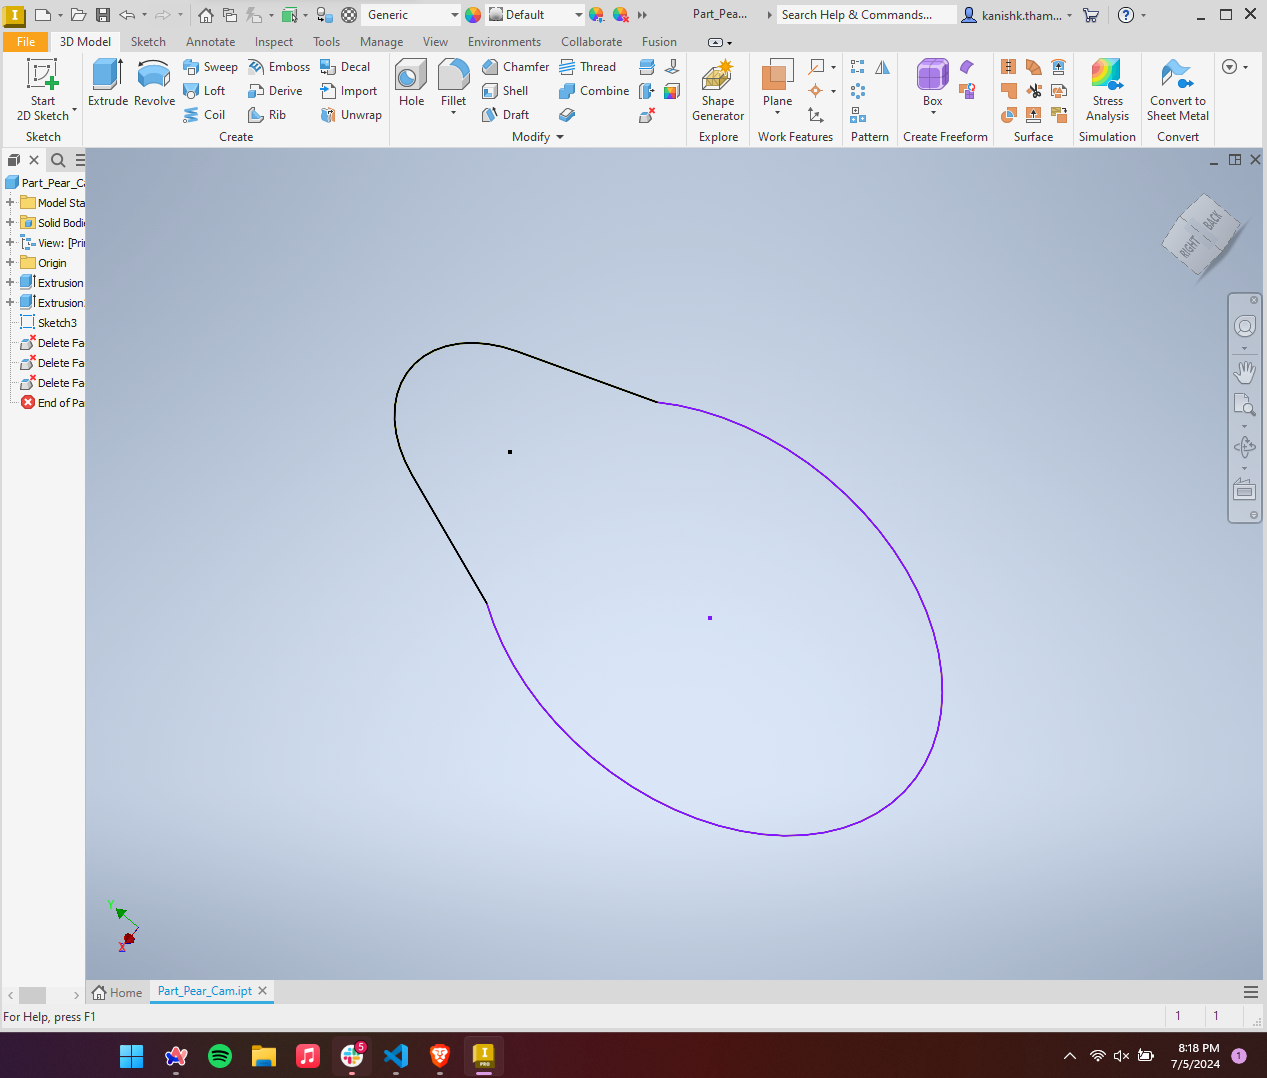 Generic
Default
Part_Pea...
Search Help & Commands...
kanishk.tham...
File
3D Model
Sketch
Annotate
Inspect
Tools
Manage
View
Environments
Collaborate
Fusion
Start
2D Sketch
Extrude
Revolve
Sweep
Loft
Coil
Emboss
Derive
Rib
Decal
Import
Unwrap
Hole
Fillet
Chamfer
Shell
Draft
Thread
Combine
Shape
Generator
Plane
Box
Stress
Analysis
Convert to
Sheet Metal
Sketch
Create
Modify
Explore
Work Features
Pattern
Create Freeform
Surface
Simulation
Convert
Part_Pear_Ca
Model Sta
Solid Bodi
View: [Pri
Origin
Extrusion
Extrusion
Sketch3
Delete Fa
Delete Fa
Delete Fa
End of Pa
RIGHT
BACK
Y
X
Home
Part_Pear_Cam.ipt
For Help, press F1
1
1
5
I
PRO
8:18 PM
7/5/2024
1